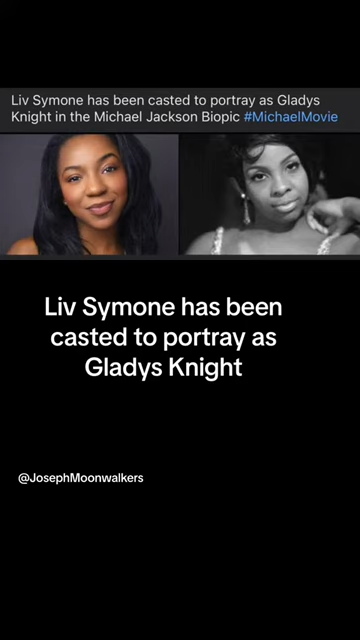 Liv Symone has been casted to portray as Gladys
Knight in the Michael Jackson Biopic #MichaelMovie
Liv Symone has been
casted to portray as
Gladys Knight
@JosephMoonwalkers